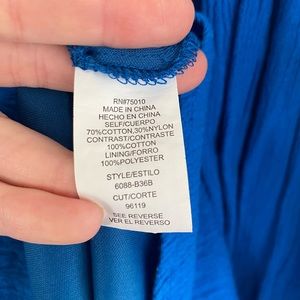 RN#75010
MADE IN CHINA
HECHO EN CHINA
SELF/CUERPO
70%COTTON,30%NYLON
CONTRAST/CONTRASTE
100%COTTON
LINING/FORRO
100%POLYESTER
STYLE/ESTILO
6088-B36B
CUT/CORTE
96119
SEE REVERSE
VER EL REVERSO